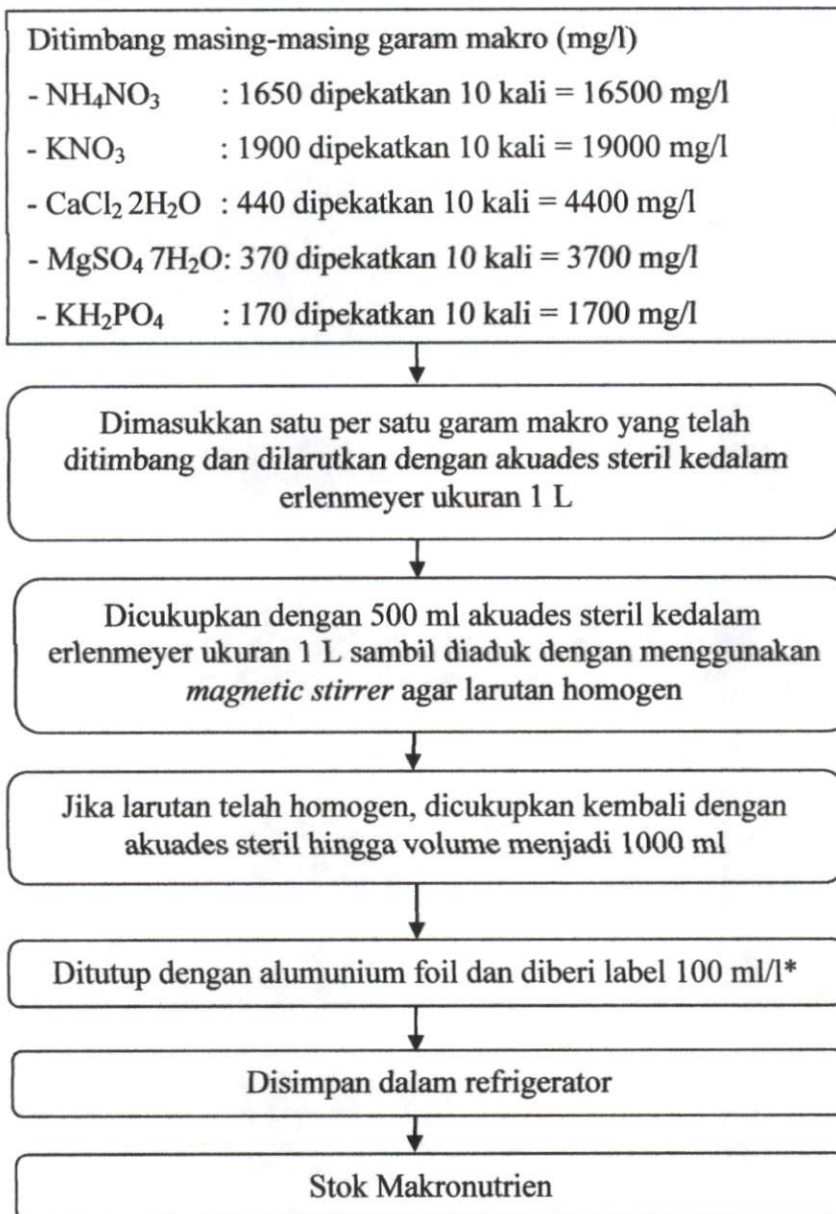 Ditimbang masing-masing garam makro (mg/l)
- NH₄NO₃ : 1650 dipekatkan 10 kali = 16500 mg/l
- KNO₃ : 1900 dipekatkan 10 kali = 19000 mg/l
- CaCl₂ 2H₂O : 440 dipekatkan 10 kali = 4400 mg/l
- MgSO₄ 7H₂O: 370 dipekatkan 10 kali = 3700 mg/l
- KH₂PO₄ : 170 dipekatkan 10 kali = 1700 mg/l
Dimasukkan satu per satu garam makro yang telah
ditimbang dan dilarutkan dengan akuades steril kedalam
erlenmeyer ukuran 1 L
Dicukupkan dengan 500 ml akuades steril kedalam
erlenmeyer ukuran 1 L sambil diaduk dengan menggunakan
magnetic stirrer agar larutan homogen
Jika larutan telah homogen, dicukupkan kembali dengan
akuades steril hingga volume menjadi 1000 ml
Ditutup dengan alumunium foil dan diberi label 100 ml/l*
Disimpan dalam refrigerator
Stok Makronutrien